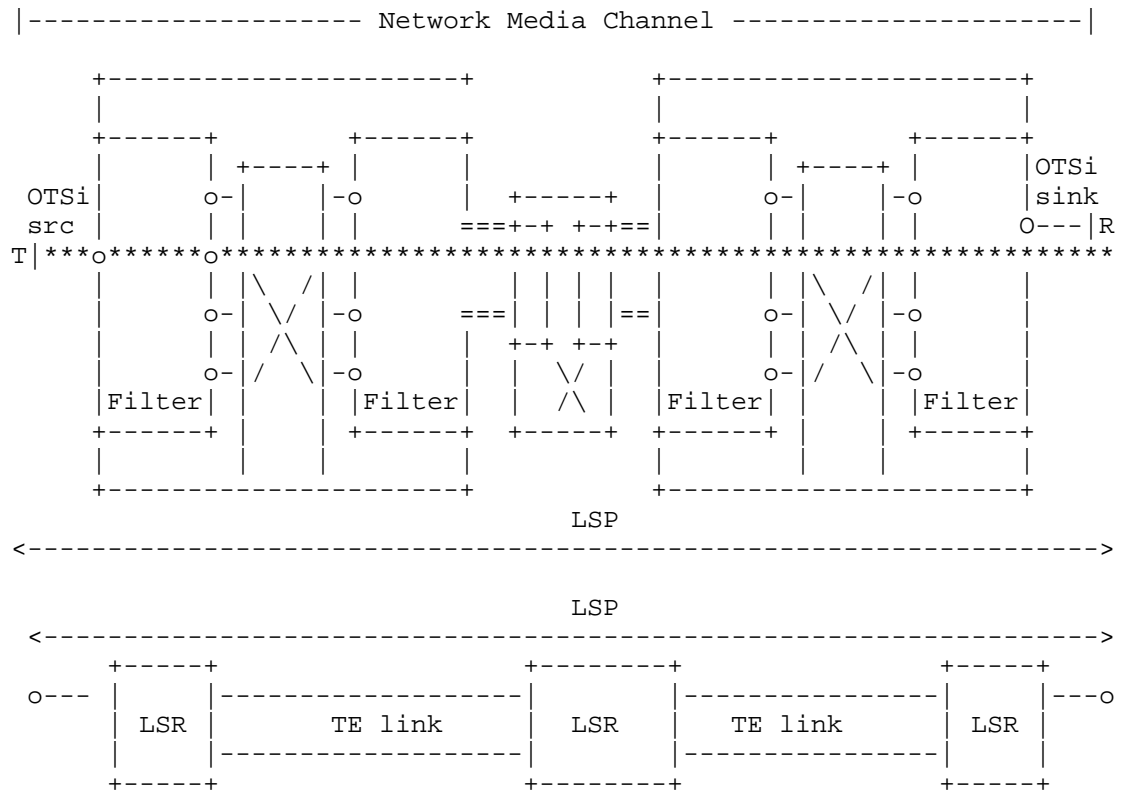 Network Media Channel
OTSi OTSi
src sink
T R
Filter Filter Filter Filter
LSP
LSP
LSR TE link LSR TE link LSR